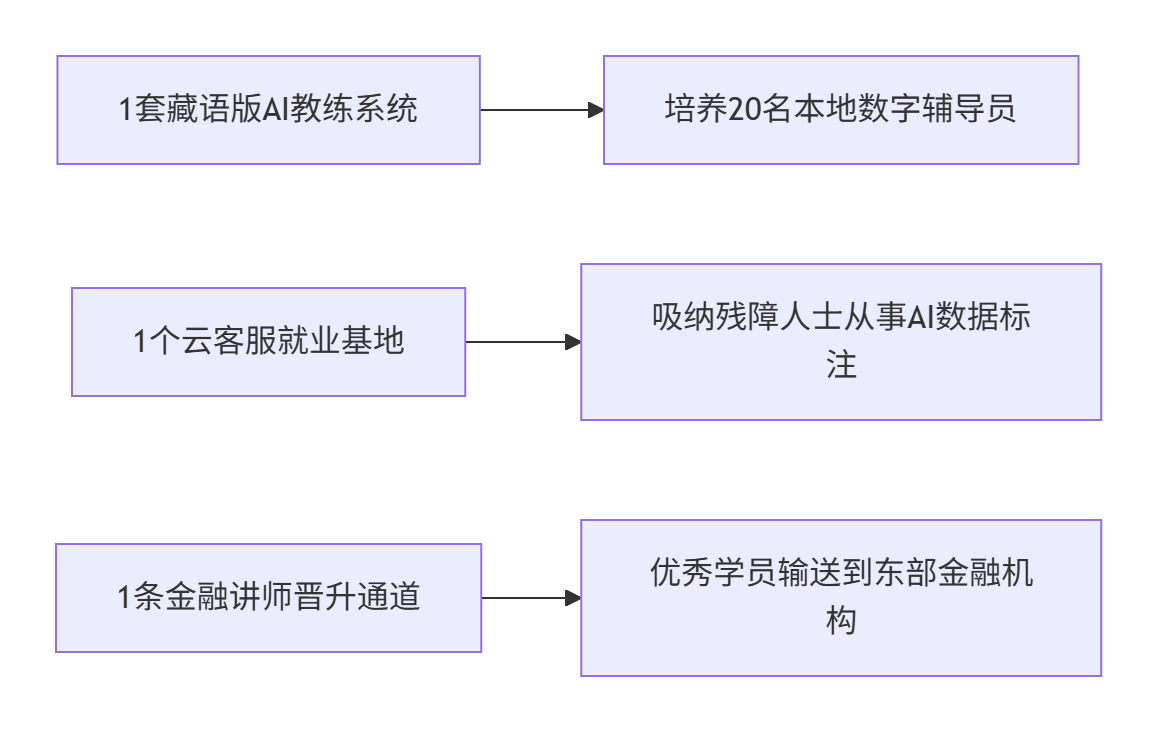 1套藏语版AI教练系统
培养20名本地数字辅导员
1个云客服就业基地
吸纳残障人士从事AI数据标
注
1条金融讲师晋升通道
优秀学员输送到东部金融机
构